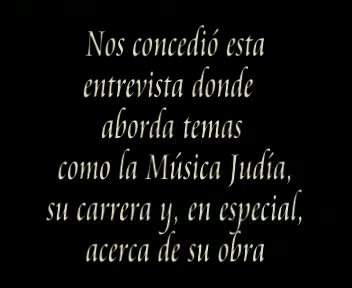 Nos concedió esta
entrevista donde
aborda temas
como la Música Judía,
su carrera y, en especial,
acerca de su obra